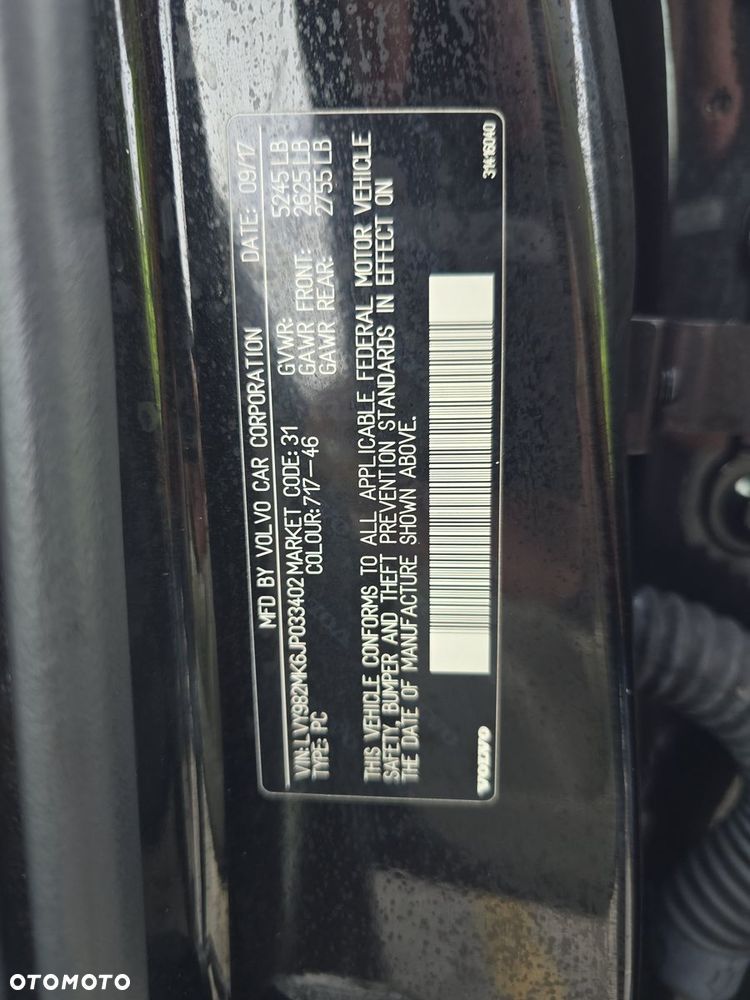 MFD BY VOLVO CAR CORPORATION DATE: 09/17
VIN: LVY982MK6JP033402 MARKET CODE: 31 GVWR: 5245 LB
TYPE: PC COLOUR: 717-46 GAWR FRONT: 2625 LB
GAWR REAR: 2755 LB
THIS VEHICLE CONFORMS TO ALL APPLICABLE FEDERAL MOTOR VEHICLE
SAFETY, BUMPER AND THEFT PREVENTION STANDARDS IN EFFECT ON
THE DATE OF MANUFACTURE SHOWN ABOVE.
VOLVO 31416040
OTOMOTO